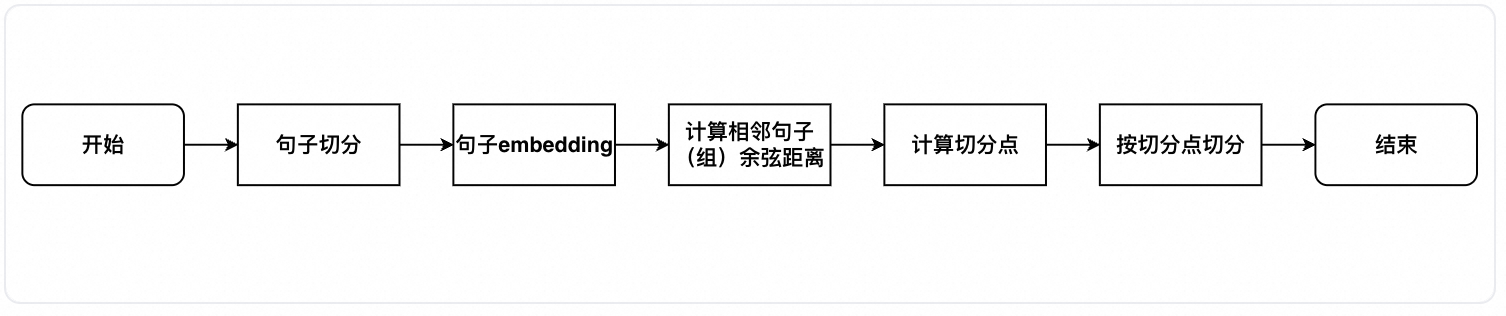 开始
句子切分
句子embedding
计算相邻句子
（组）余弦距离
计算切分点
按切分点切分
结束